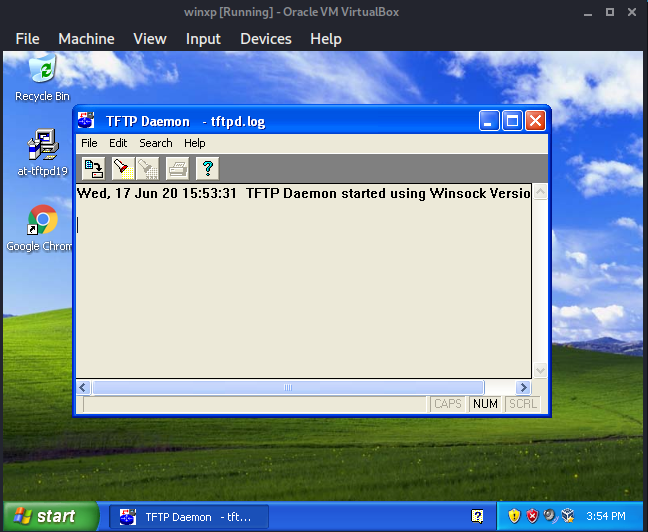 winxp [Running] - Oracle VM VirtualBox
File Machine View Input Devices Help
Recycle Bin
at-tftpd19
Google Chrom
TFTP Daemon - tftpd.log
File Edit Search Help
Wed, 17 Jun 20 15:53:31 TFTP Daemon started using Winsock Versio
CAPS NUM SCRL
start
TFTP Daemon - tft...
3:54 PM